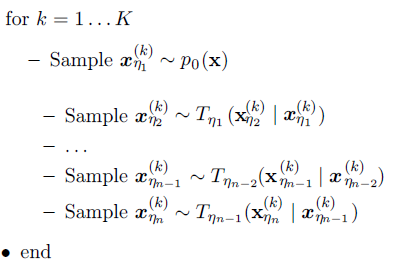 for k = 1 … K
– Sample x_{η_1}^{(k)} ∼ p_0(x)
– Sample x_{η_2}^{(k)} ∼ T_{η_1}(x_{η_2}^{(k)} | x_{η_1}^{(k)})
– …
– Sample x_{η_{n−1}}^{(k)} ∼ T_{η_{n−2}}(x_{η_{n−1}}^{(k)} | x_{η_{n−2}}^{(k)})
– Sample x_{η_n}^{(k)} ∼ T_{η_{n−1}}(x_{η_n}^{(k)} | x_{η_{n−1}}^{(k)})
• end